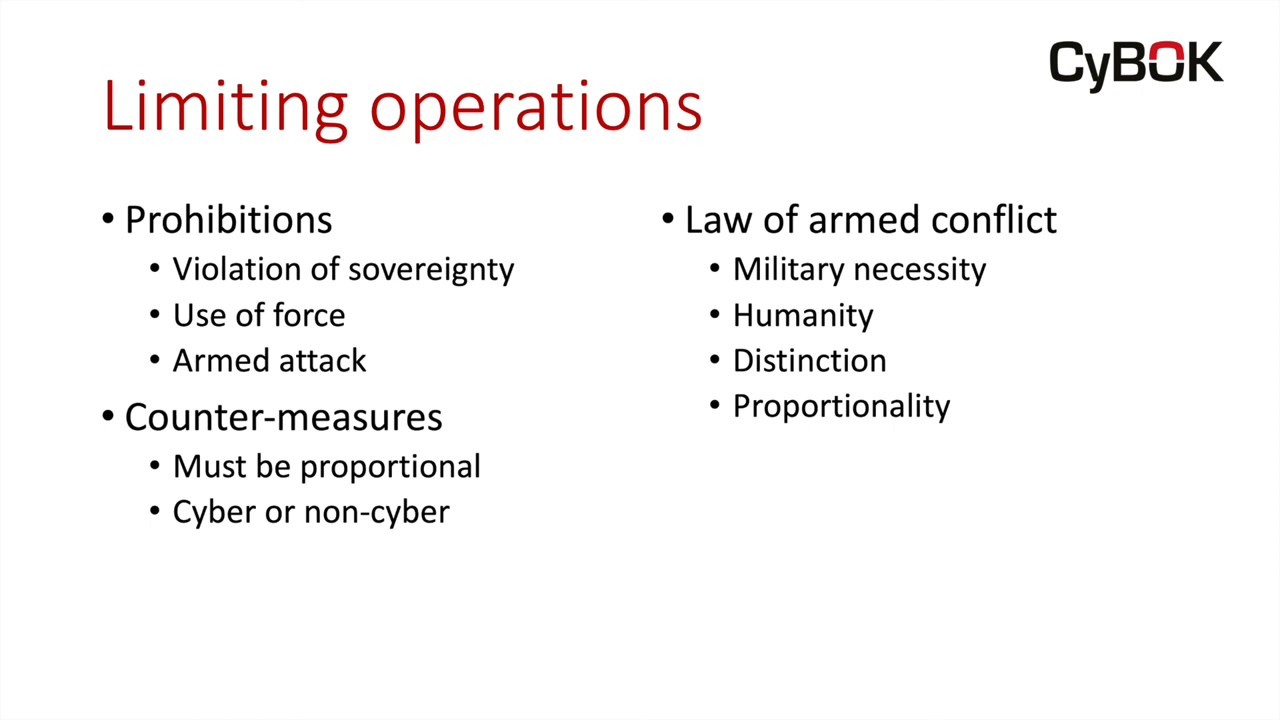 CyBOK
Limiting operations
• Prohibitions
• Violation of sovereignty
• Use of force
• Armed attack
• Counter-measures
• Must be proportional
• Cyber or non-cyber
• Law of armed conflict
• Military necessity
• Humanity
• Distinction
• Proportionality